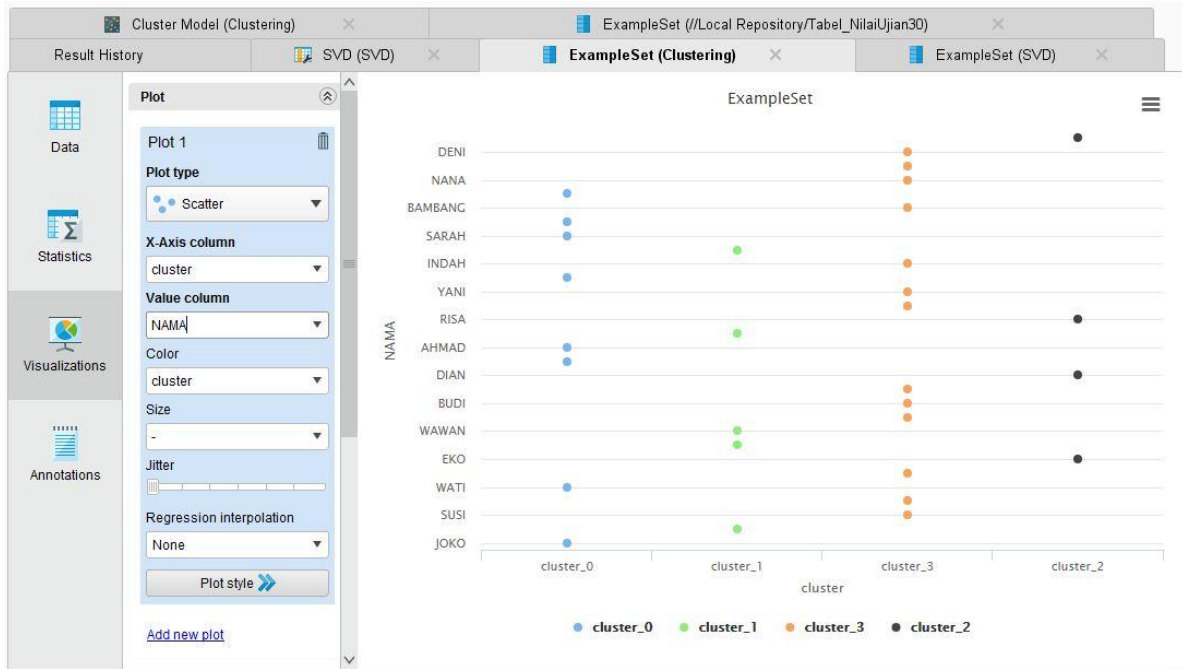 Cluster Model (Clustering)
ExampleSet (//Local Repository/Tabel_NilaiUjian30)
Result History
SVD (SVD)
ExampleSet (Clustering)
ExampleSet (SVD)
Data
Statistics
Visualizations
Annotations
Plot
Plot 1
Plot type
Scatter
X-Axis column
cluster
Value column
NAMA
Color
cluster
Size
-
Jitter
Regression interpolation
None
Plot style
Add new plot
ExampleSet
NAMA
DENI
NANA
BAMBANG
SARAH
INDAH
YANI
RISA
AHMAD
DIAN
BUDI
WAWAN
EKO
WATI
SUSI
JOKO
cluster_0 cluster_1 cluster_3 cluster_2
cluster
cluster_0 cluster_1 cluster_3 cluster_2